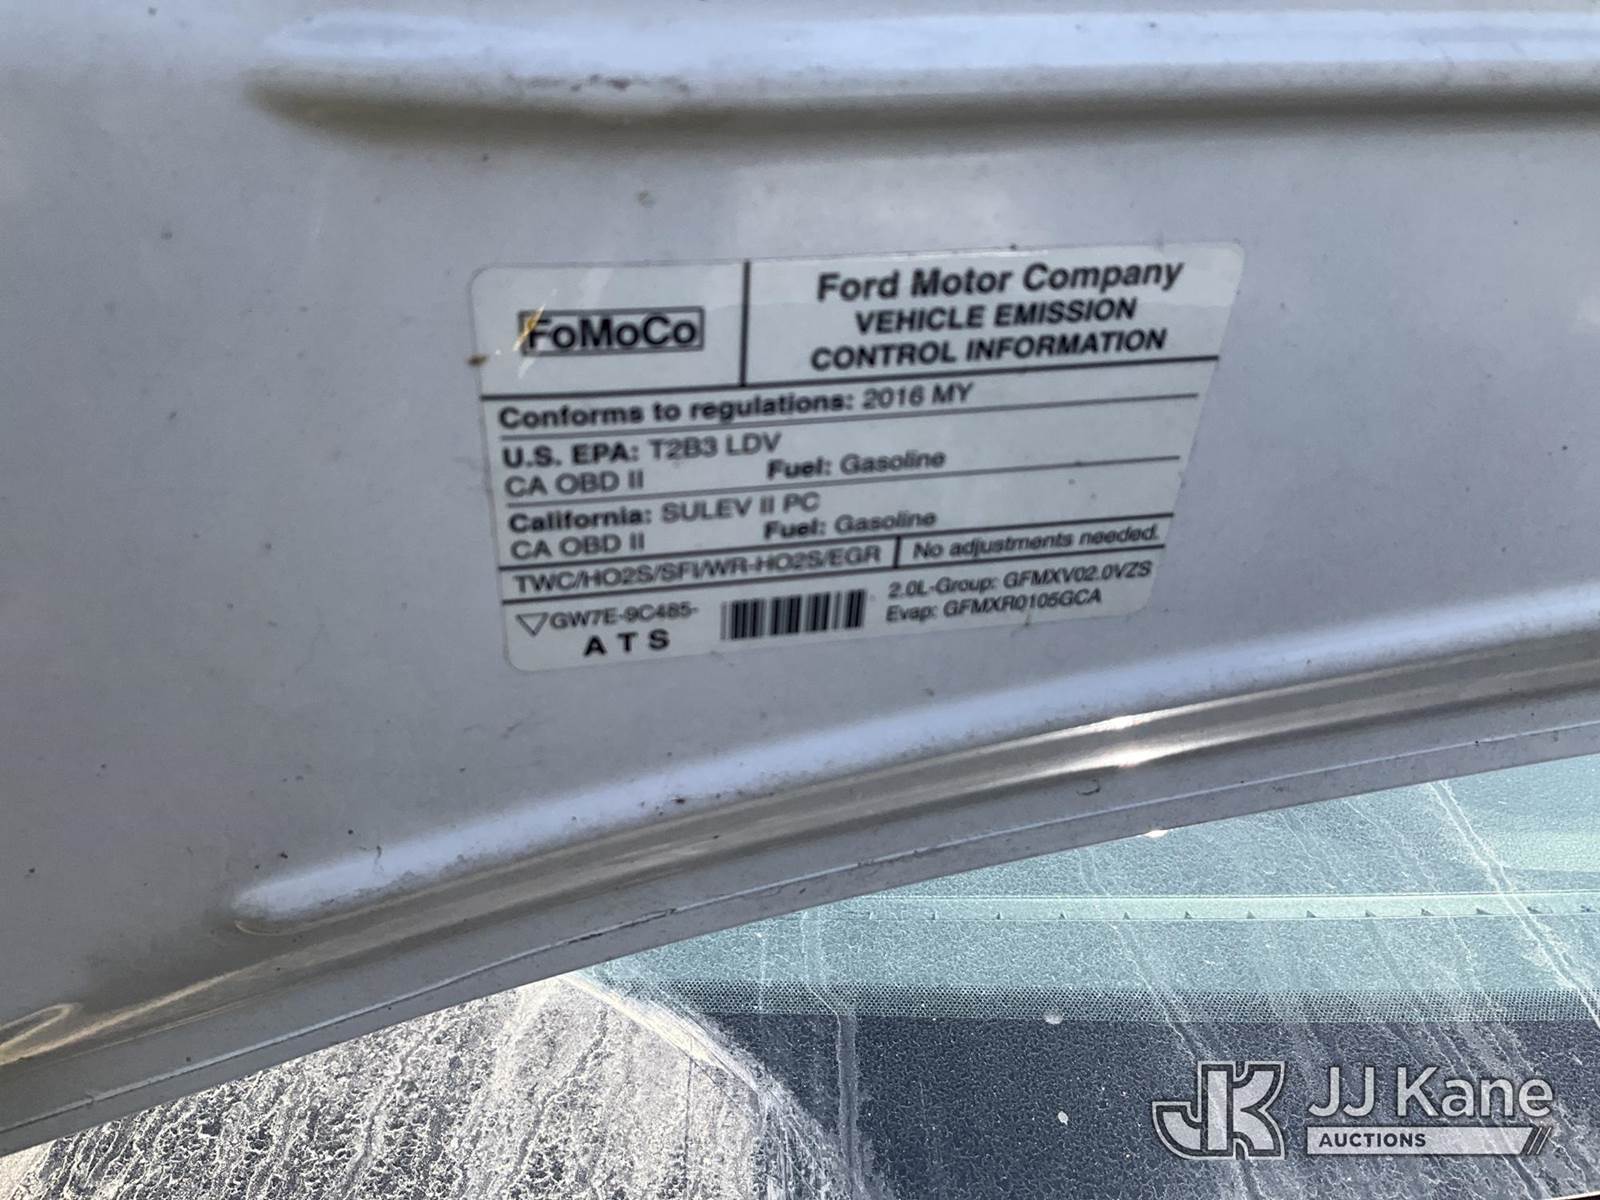 FoMoCo
Ford Motor Company
VEHICLE EMISSION
CONTROL INFORMATION
Conforms to regulations: 2016 MY
U.S. EPA: T2B3 LDV
CA OBD II Fuel: Gasoline
California: SULEV II PC
CA OBD II Fuel: Gasoline
TWC/HO2S/SFI/WR-HO2S/EGR No adjustments needed.
GW7E-9C485- 2.0L-Group: GFMXV02.0VZS
A T S Evap: GFMXR0105GCA
JK JJ Kane
AUCTIONS